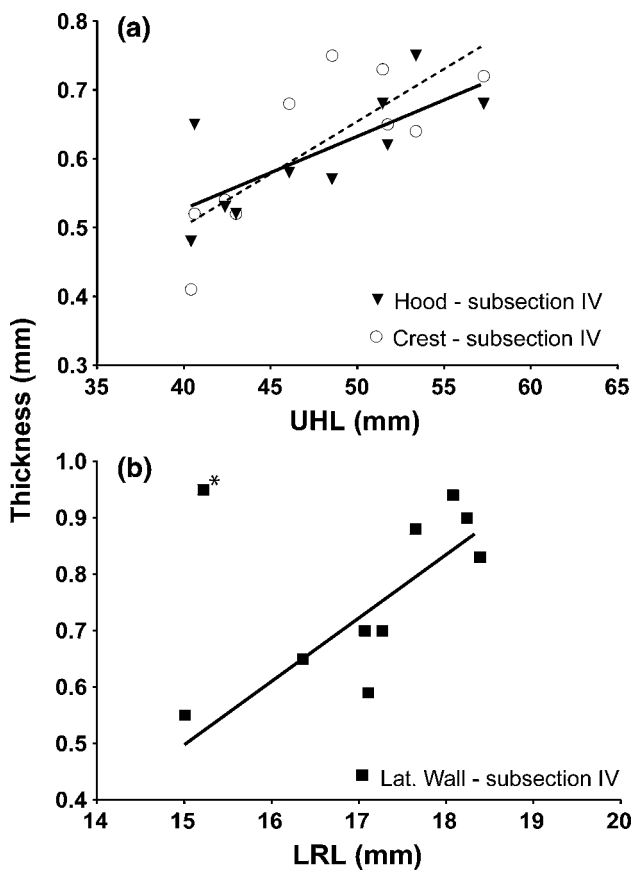 (a)
0.8
0.7
0.6
0.5
0.4
0.3
Hood - subsection IV
Crest - subsection IV
35 40 45 50 55 60 65
UHL (mm)
Thickness (mm)
(b)
*
1.0
0.9
0.8
0.7
0.6
0.5
0.4
Lat. Wall - subsection IV
14 15 16 17 18 19 20
LRL (mm)